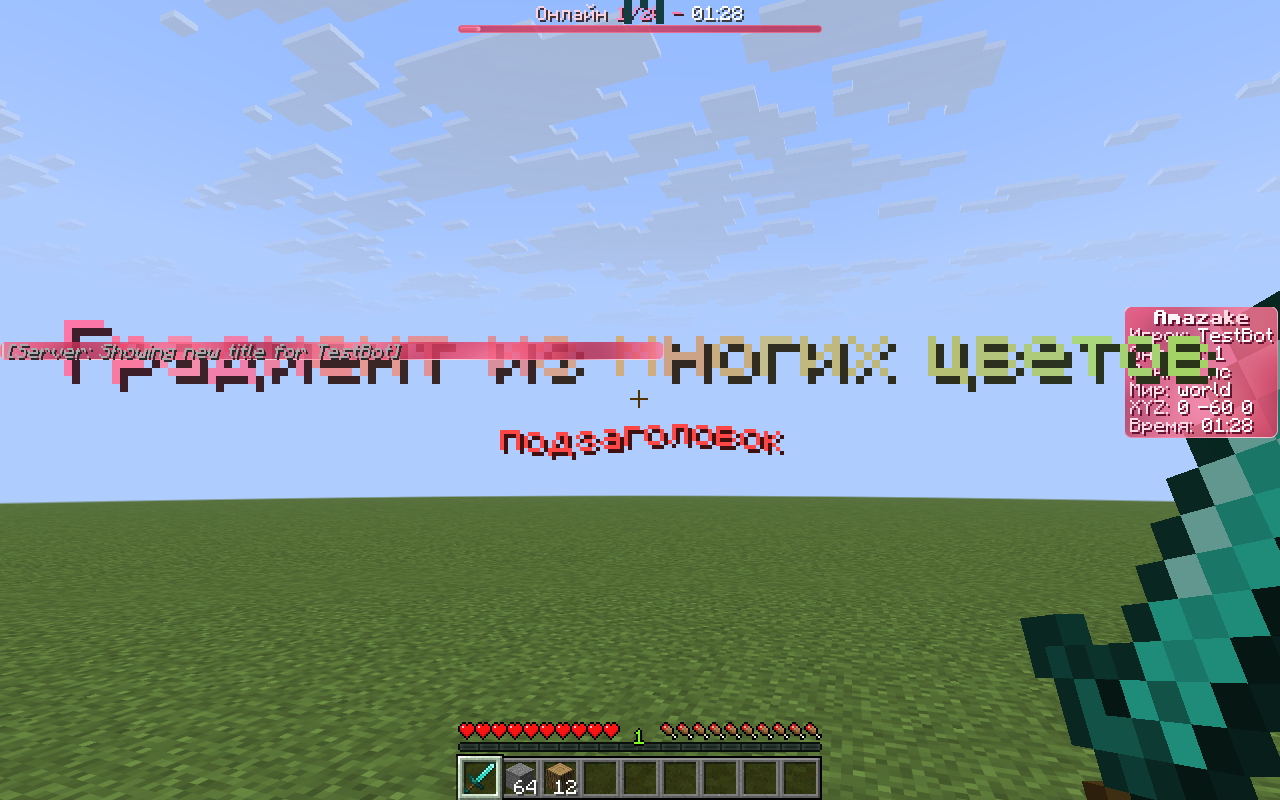 Онлайн 1/20 – 01:28
Градиент из многих цветов
[Server: Showing new title for TestBot]
подзаголовок
Amazake
Игрок: TestBot
Мир: world
XYZ: 0 -60 0
Время: 01:28
1
64 12